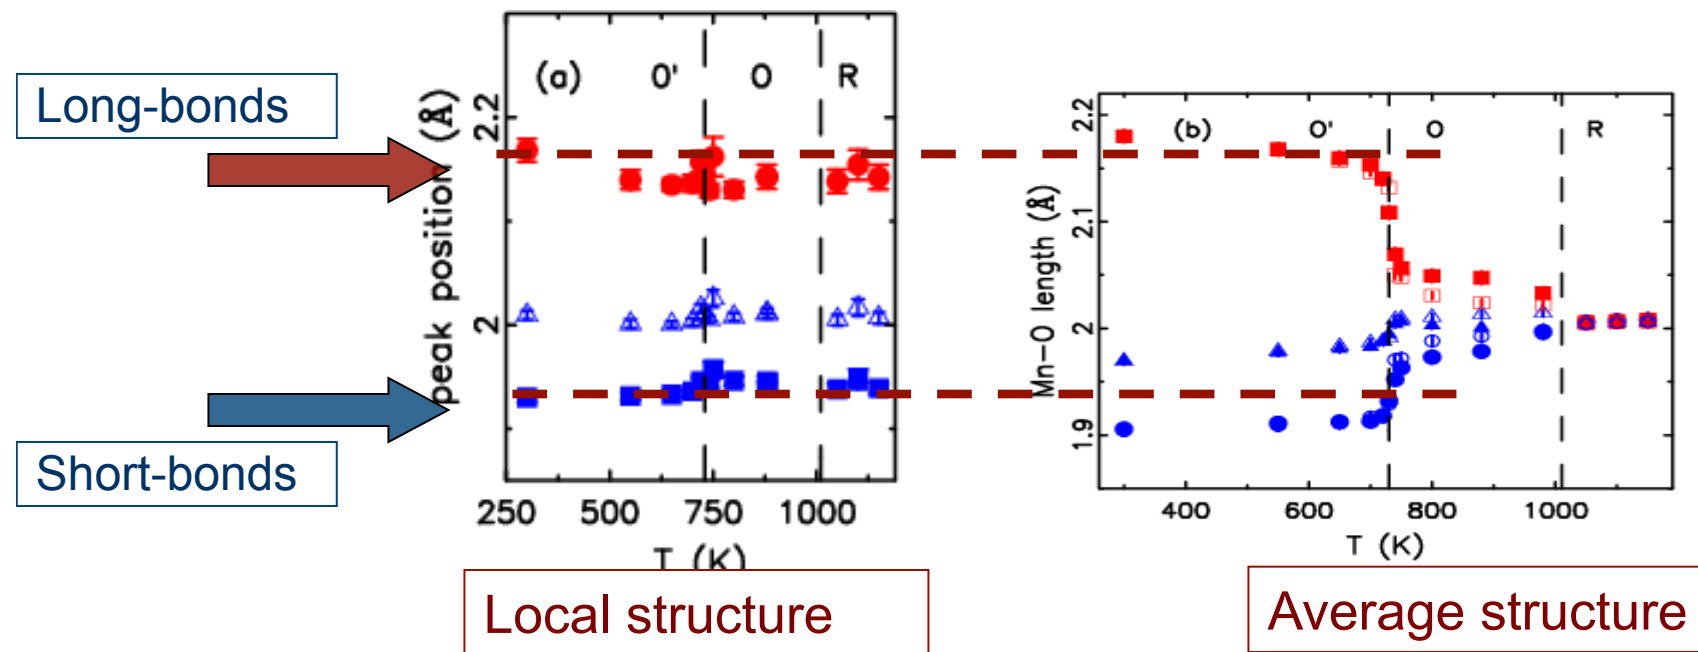 Long-bonds
Short-bonds
peak position (Å)
2.2
2
(a)
O'
O
R
250
500
750
1000
T (K)
Local structure
Mn-O length (Å)
2.2
2.1
2
1.9
(b)
O'
O
R
400
600
800
1000
T (K)
Average structure